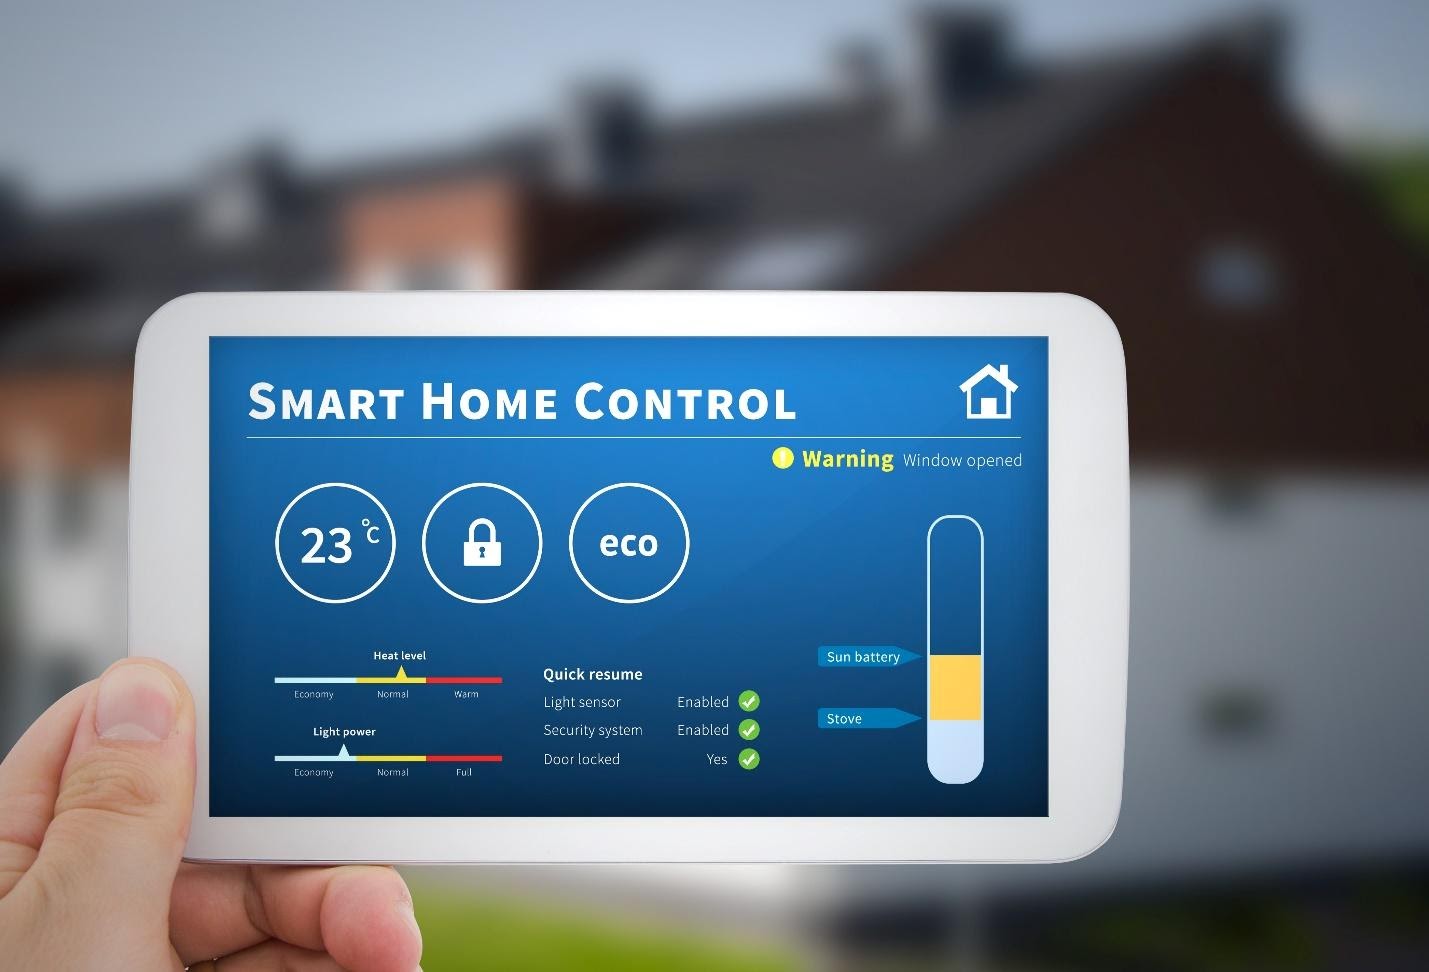 SMART HOME CONTROL
Warning Window opened
23 °C
eco
Heat level
Economy Normal Warm
Light power
Economy Normal Full
Quick resume
Light sensor Enabled
Security system Enabled
Door locked Yes
Sun battery
Stove